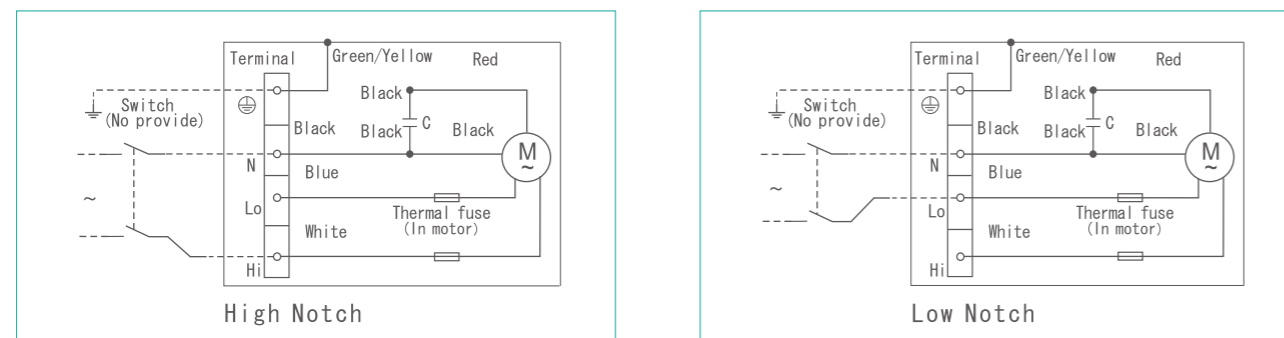 Terminal
Green/Yellow
Red
Black
Switch
(No provide)
Black
Black
C
Black
N
Blue
M
~
~
Lo
Thermal fuse
(In motor)
White
Hi
High Notch
Terminal
Green/Yellow
Red
Black
Switch
(No provide)
Black
Black
C
Black
N
Blue
M
~
~
Lo
Thermal fuse
(In motor)
White
Hi
Low Notch